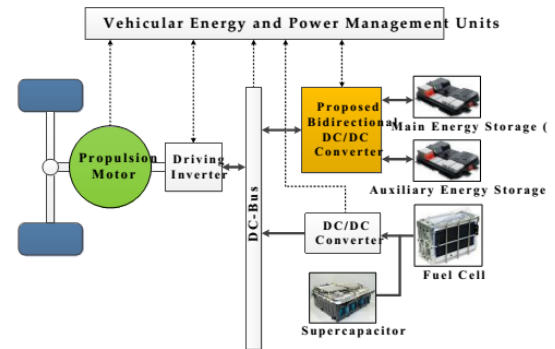 Vehicular Energy and Power Management Units
Proposed
Bidirectional
DC/DC
Converter
Main Energy Storage (
Propulsion
Motor
Driving
Inverter
Auxiliary Energy Storage
DC-Bus
DC/DC
Converter
Fuel Cell
Supercapacitor